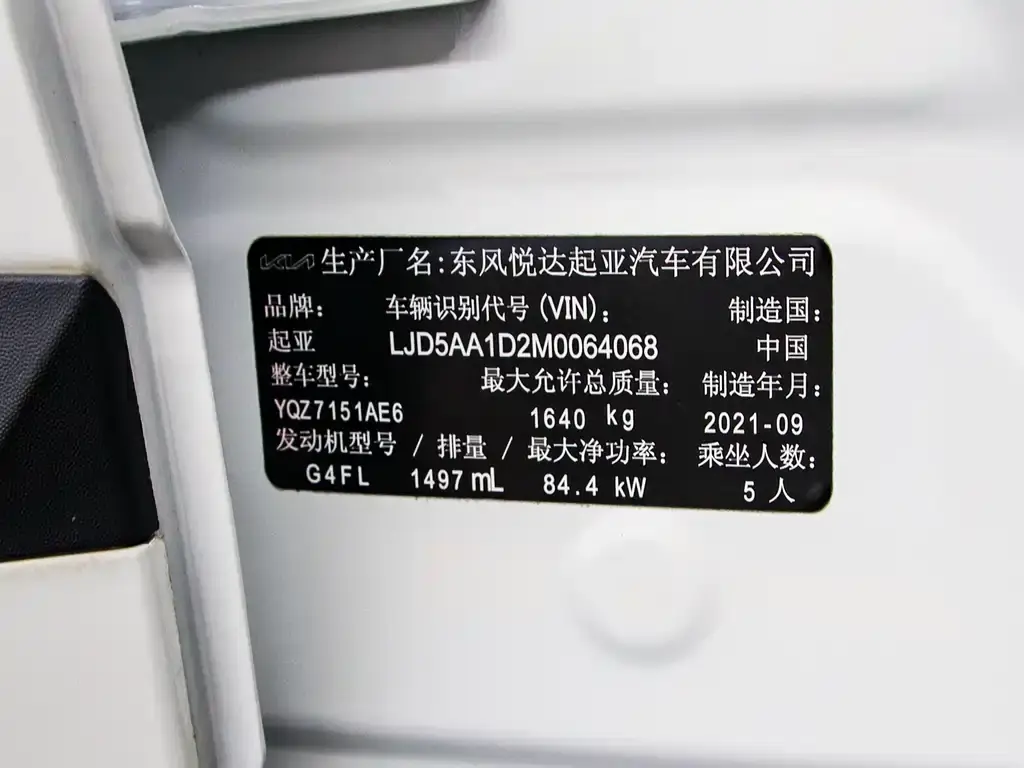 KIA 生产厂名:东风悦达起亚汽车有限公司
品牌: 车辆识别代号(VIN): 制造国:
起亚 LJD5AA1D2M0064068 中国
整车型号: 最大允许总质量: 制造年月:
YQZ7151AE6 1640 kg 2021-09
发动机型号 / 排量 / 最大净功率: 乘坐人数:
G4FL 1497 mL 84.4 kW 5 人